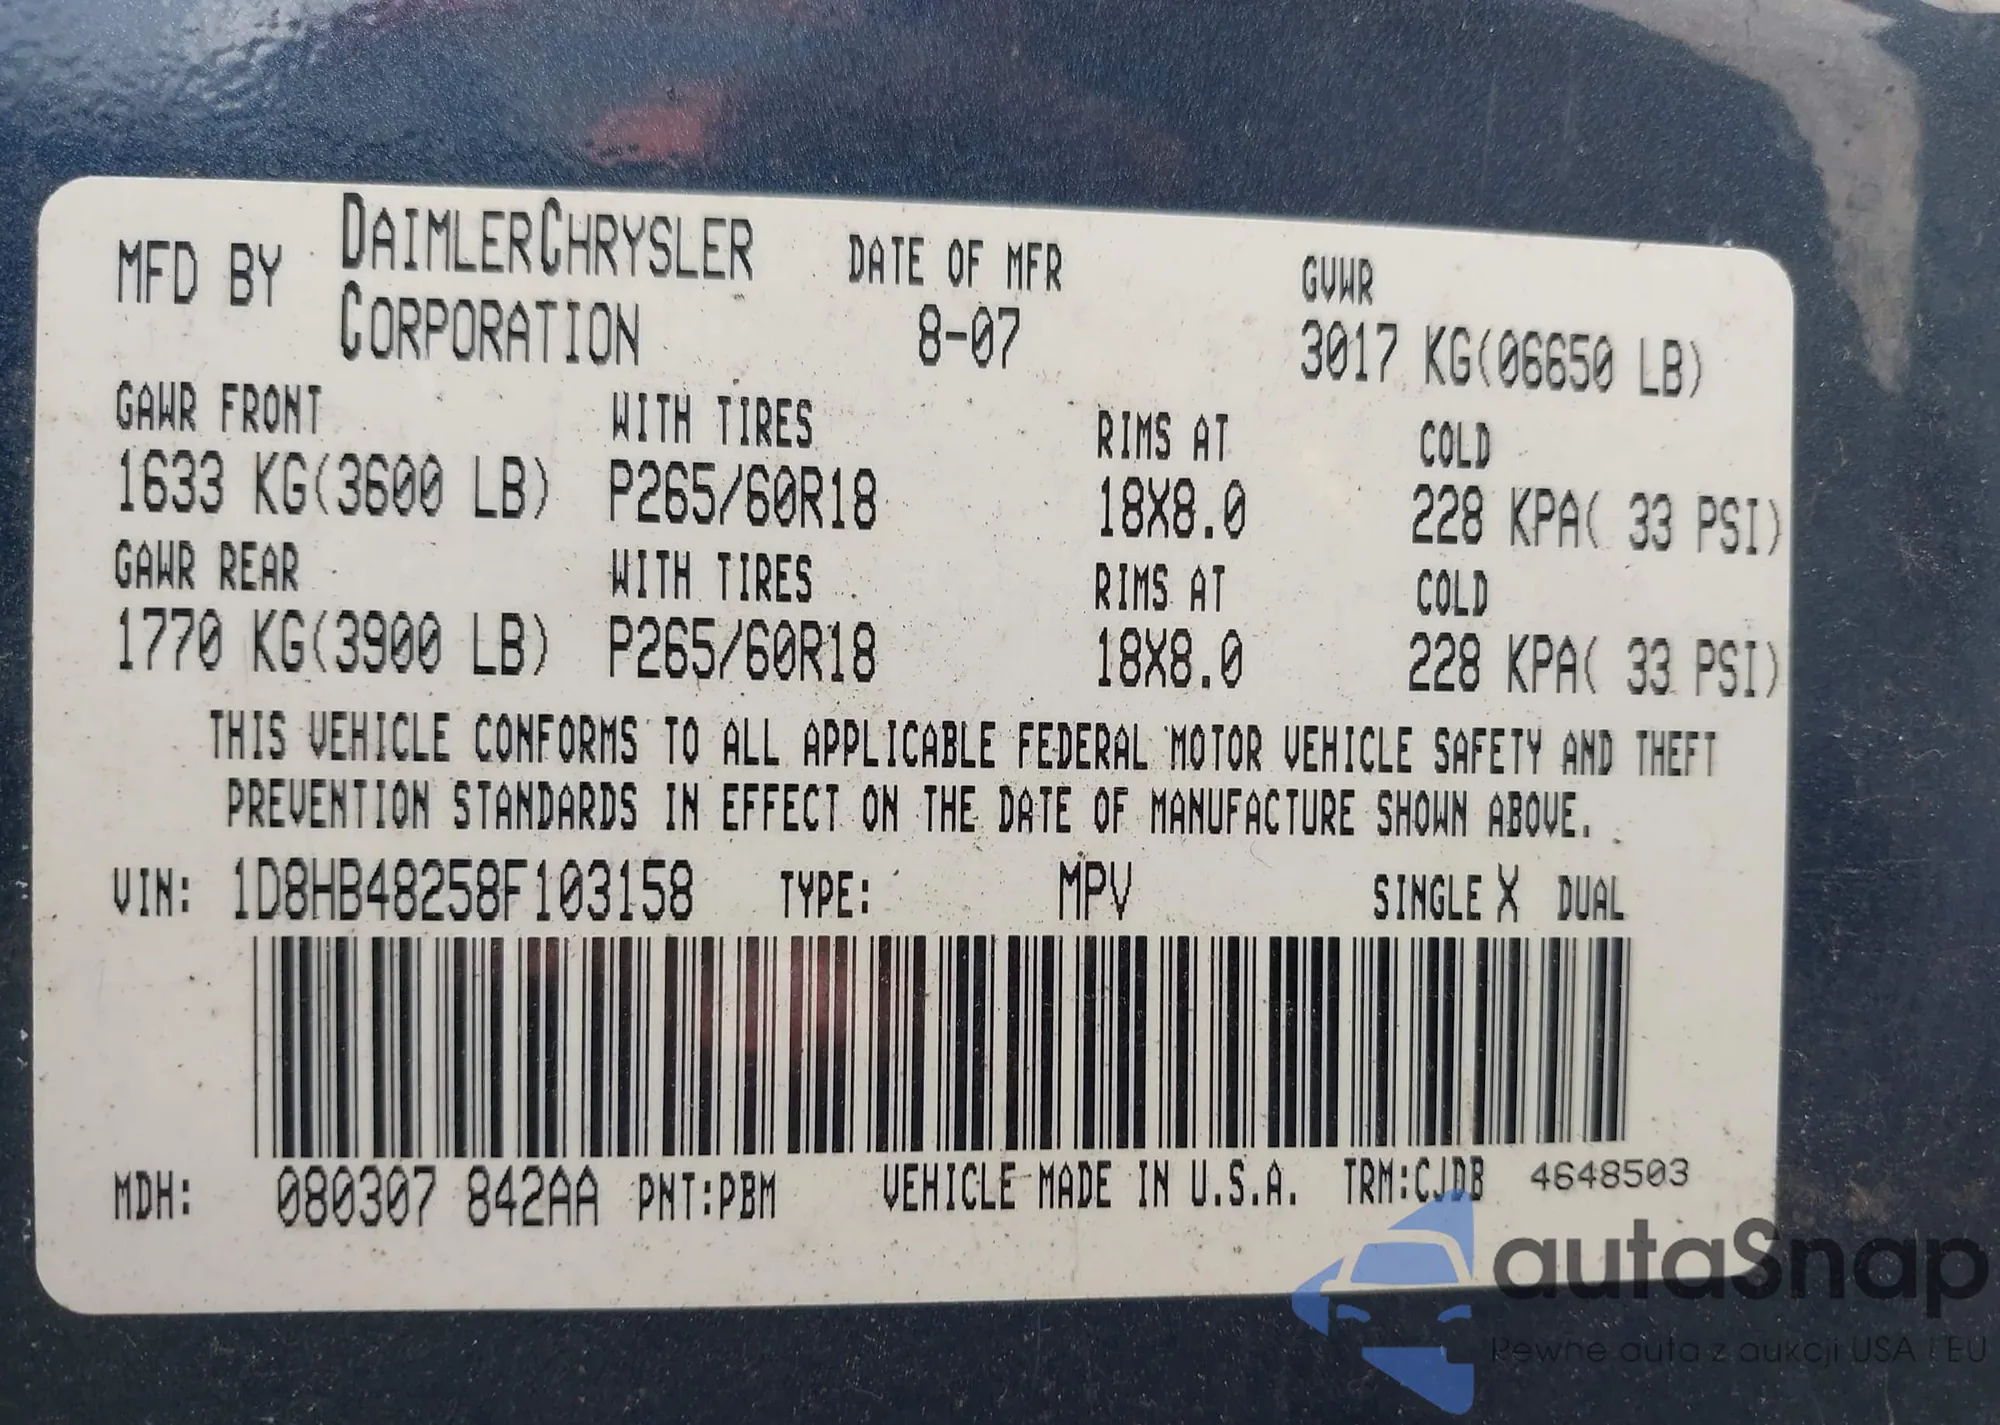 MFD BY DAIMLERCHRYSLER CORPORATION DATE OF MFR 8-07 GVWR 3017 KG(06650 LB)
GAWR FRONT WITH TIRES RIMS AT COLD
1633 KG(3600 LB) P265/60R18 18X8.0 228 KPA( 33 PSI)
GAWR REAR WITH TIRES RIMS AT COLD
1770 KG(3900 LB) P265/60R18 18X8.0 228 KPA( 33 PSI)
THIS VEHICLE CONFORMS TO ALL APPLICABLE FEDERAL MOTOR VEHICLE SAFETY AND THEFT
PREVENTION STANDARDS IN EFFECT ON THE DATE OF MANUFACTURE SHOWN ABOVE.
VIN: 1D8HB48258F103158 TYPE: MPV SINGLE X DUAL
MDH: 080307 842AA PNT:PBM VEHICLE MADE IN U.S.A. TRM:CJDB 4648503
autaSnap
Pewne auta z aukcji USA i EU